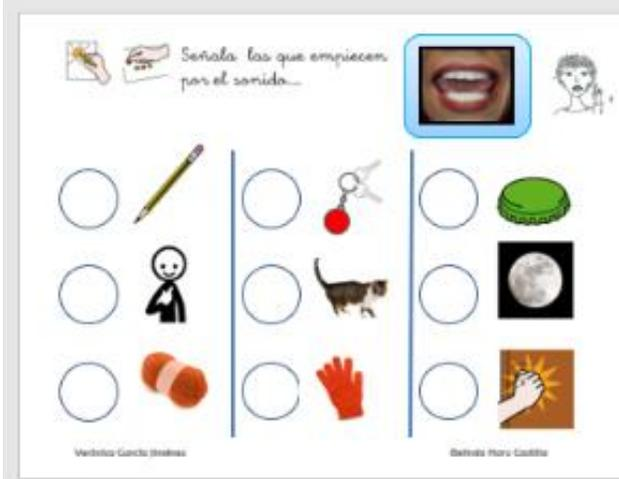 Señala las que empiecen
por el sonido...
Verónica García Jiménez
Belinda Haro Castilla